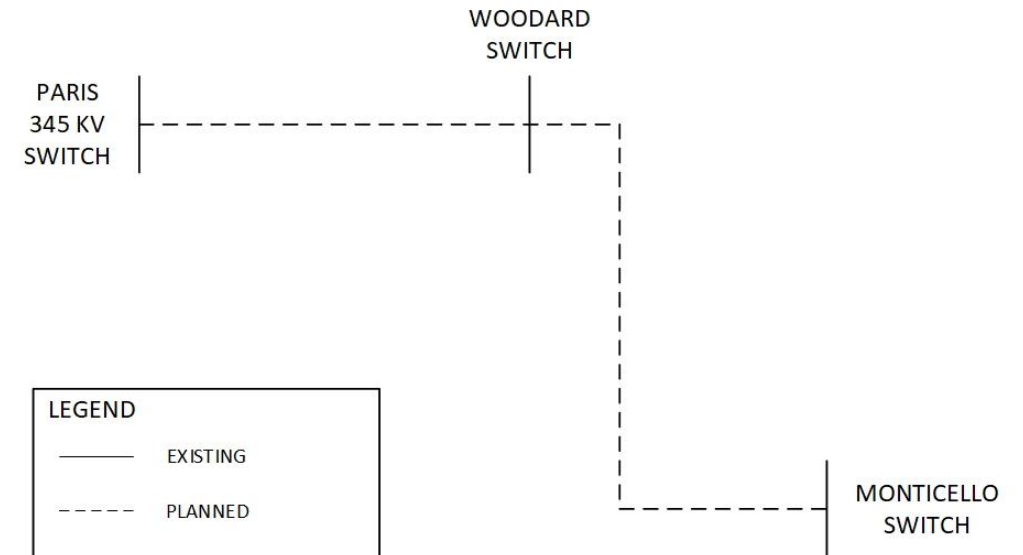 WOODARD
SWITCH
PARIS
345 KV
SWITCH
LEGEND
EXISTING
PLANNED
MONTICELLO
SWITCH